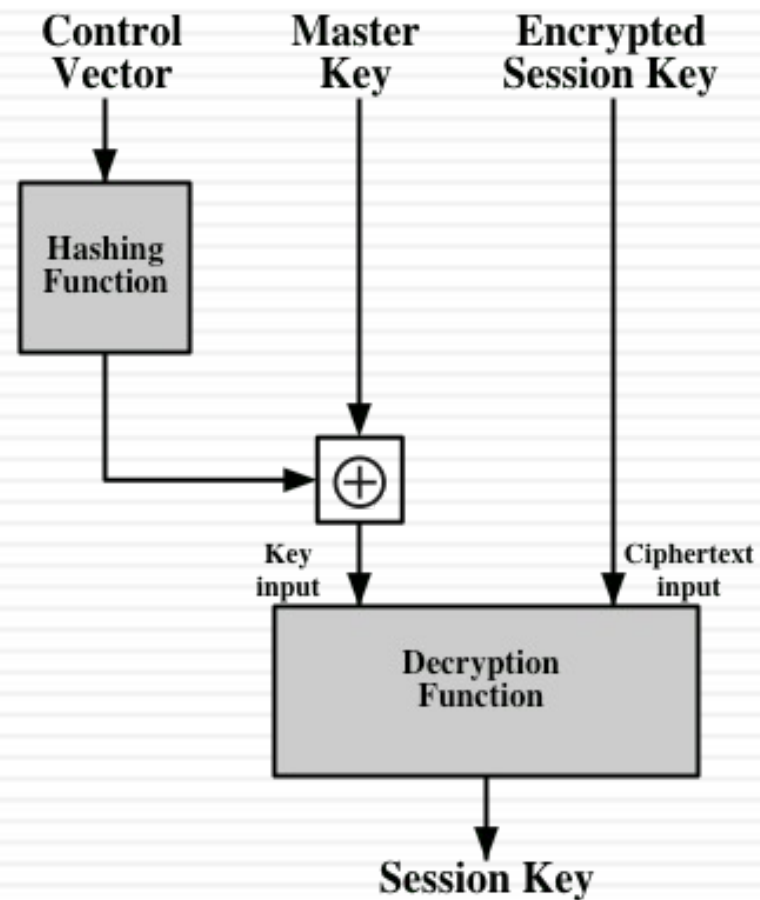 Control
Vector
Master
Key
Encrypted
Session Key
Hashing
Function
Key
input
Ciphertext
input
Decryption
Function
Session Key